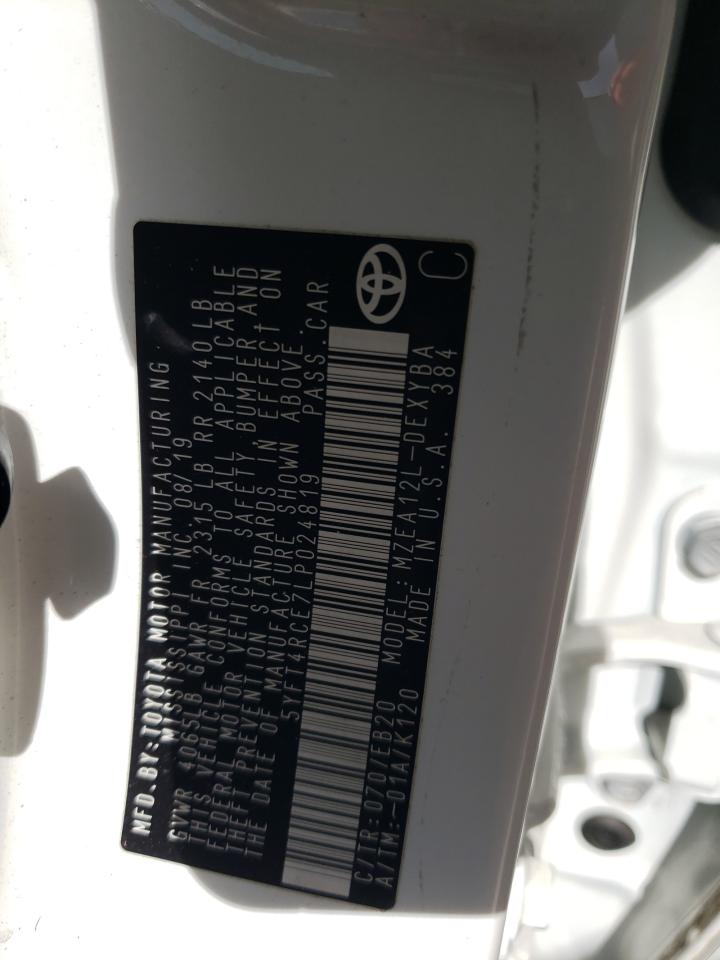 MFD.BY:TOYOTA MOTOR MANUFACTURING
MISSISSIPPI INC. 08/19
GVWR 4065LB GAWR FR 2315 LB RR 2140LB
THIS VEHICLE CONFORMS TO ALL APPLICABLE
FEDERAL MOTOR VEHICLE SAFETY,BUMPER,AND
THEFT PREVENTION STANDARDS IN EFFECT ON
THE DATE OF MANUFACTURE SHOWN ABOVE.
5YFT4RCE7LP024819 PASS.CAR
C/TR:070/EB20 MODEL:MZEA12L-DEXYBA
A/TM:-01A/K120 MADE IN U.S.A. 384
C